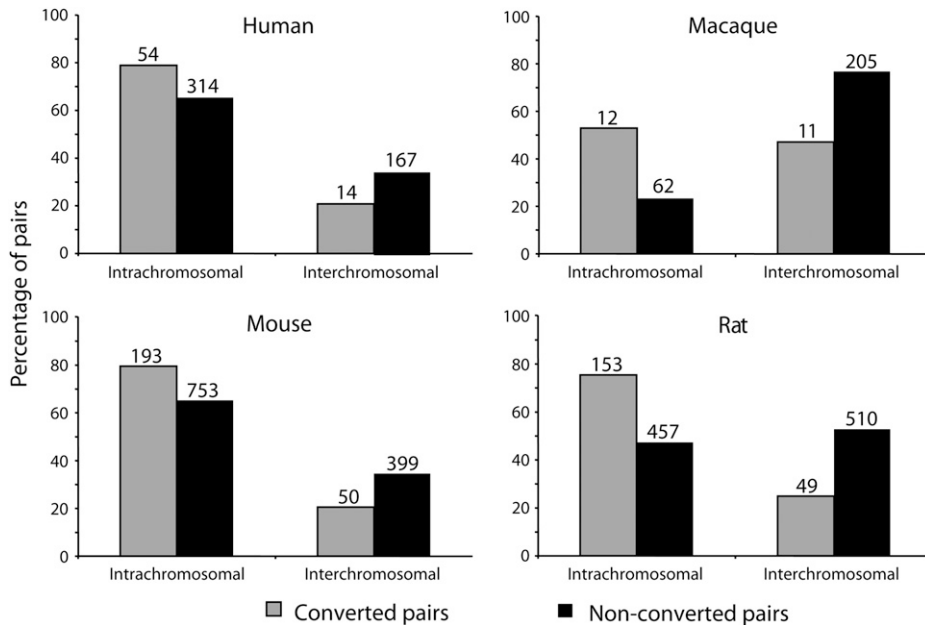 Percentage of pairs
Human
100
80
60
40
20
0
54
314
14
167
Intrachromosomal
Interchromosomal
Macaque
100
80
60
40
20
0
12
62
11
205
Intrachromosomal
Interchromosomal
Mouse
100
80
60
40
20
0
193
753
50
399
Intrachromosomal
Interchromosomal
Rat
100
80
60
40
20
0
153
457
49
510
Intrachromosomal
Interchromosomal
Converted pairs
Non-converted pairs